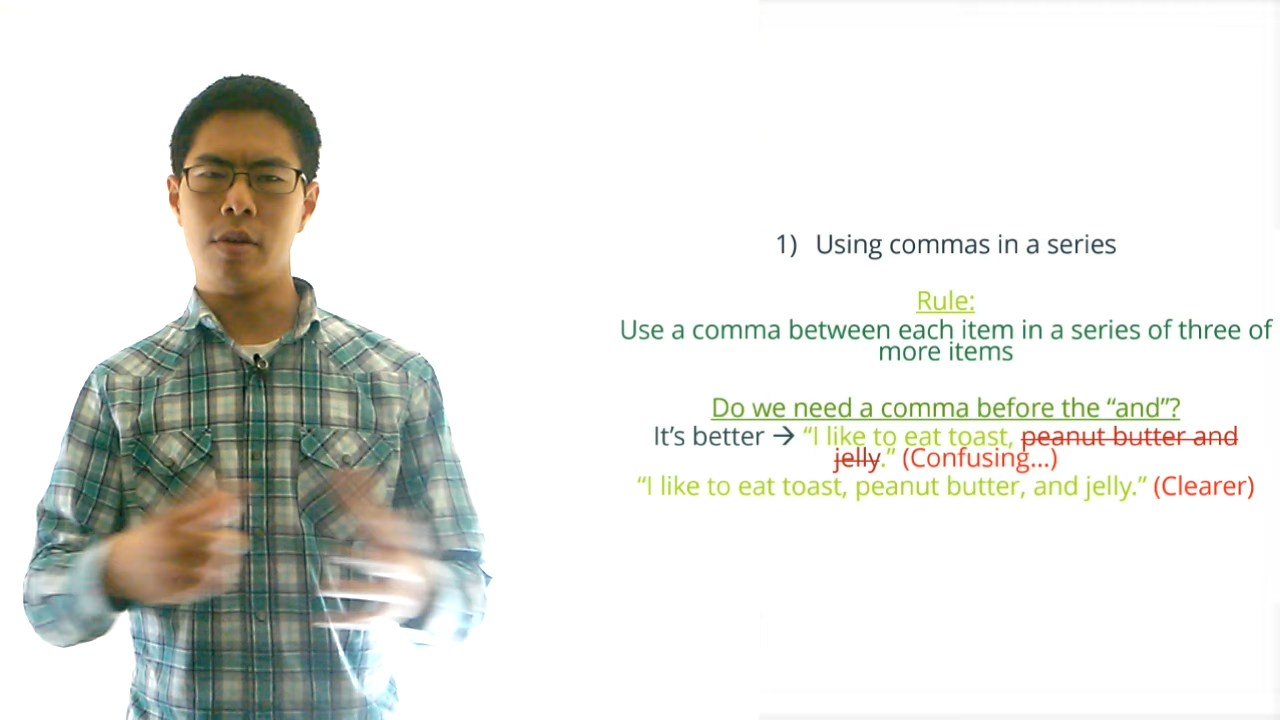 1) Using commas in a series
Rule:
Use a comma between each item in a series of three of
more items
Do we need a comma before the “and”?
It’s better → “I like to eat toast, peanut butter and
jelly.” (Confusing...)
“I like to eat toast, peanut butter, and jelly.” (Clearer)